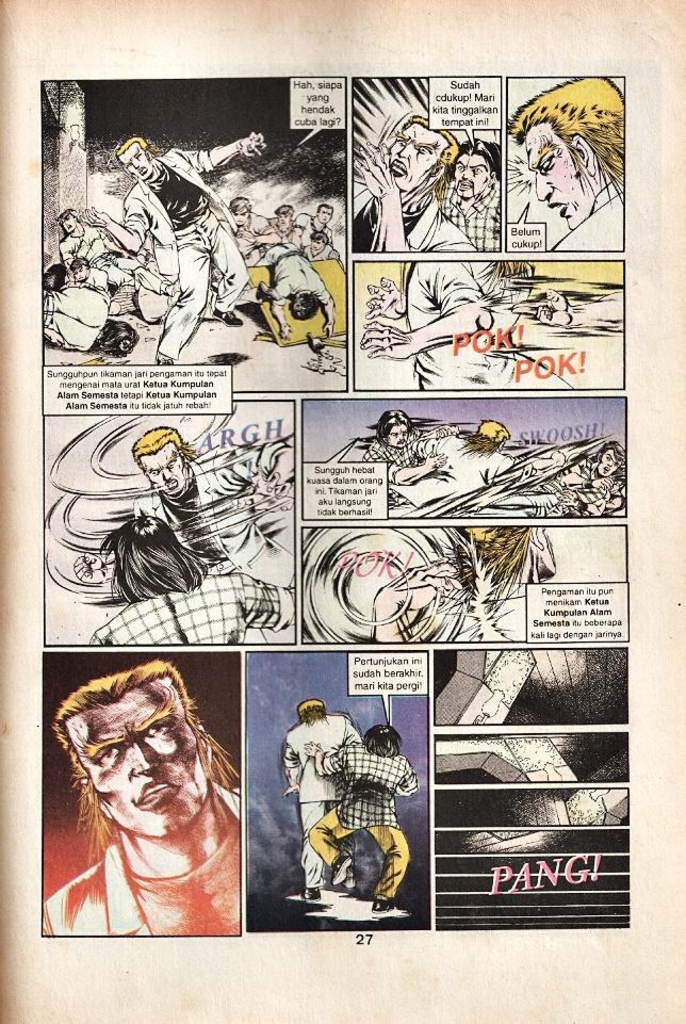 Hah, siapa
yang
hendak
cuba lagi?
Sudah
cdukup! Mari
kita tinggalkan
tempat ini!
Belum
cukup!
POK!
POK!
Sungguhpun tikaman jari pengaman itu tepat
mengenai mata urat Ketua Kumpulan
Alam Semesta tetapi Ketua Kumpulan
Alam Semesta itu tidak jatuh rebah!
ARGH
SWOOSH!
Sungguh hebat
kuasa dalam orang
ini. Tikaman jari
aku langsung
tidak berhasil!
POK!
Pengaman itu pun
menikam Ketua
Kumpulan Alam
Semesta itu beberapa
kali lagi dengan jarinya.
Pertunjukan ini
sudah berakhir,
mari kita pergi!
PANG!
27